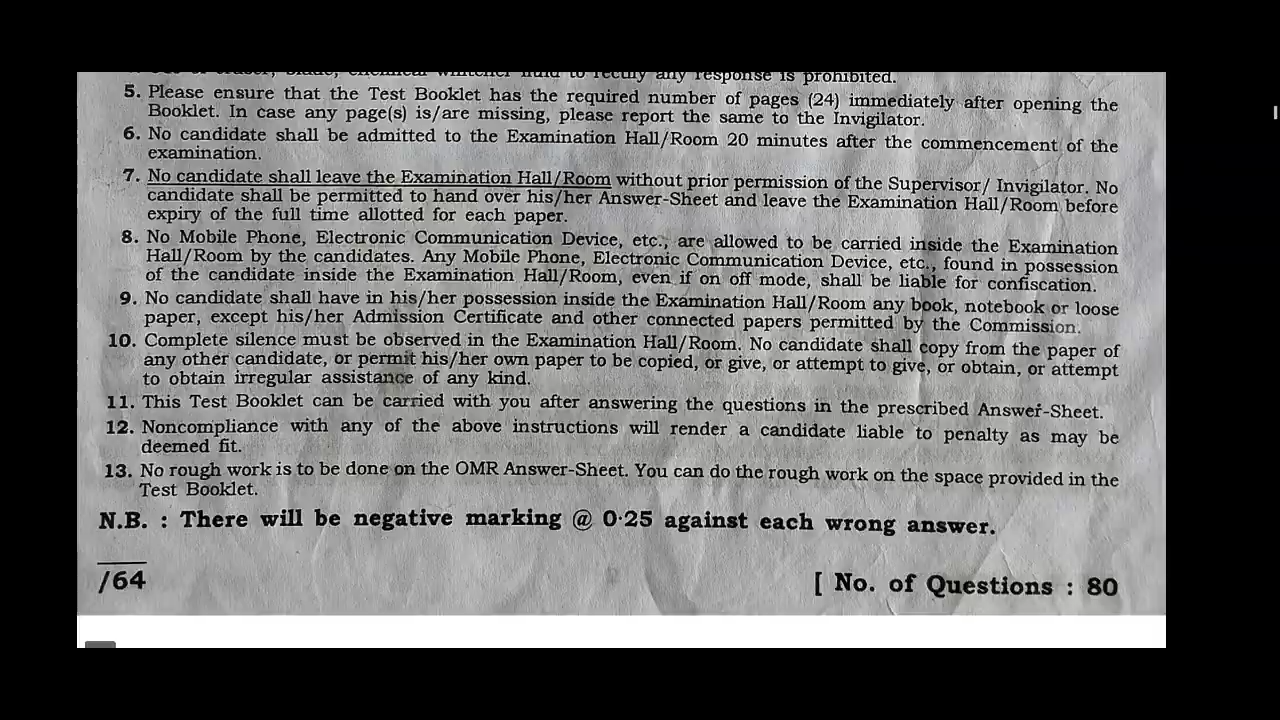 or eraser, blade, chemical whitener fluid to rectify any response is prohibited.
5. Please ensure that the Test Booklet has the required number of pages (24) immediately after opening the
Booklet. In case any page(s) is/are missing, please report the same to the Invigilator.
6. No candidate shall be admitted to the Examination Hall/Room 20 minutes after the commencement of the
examination.
7. No candidate shall leave the Examination Hall/Room without prior permission of the Supervisor/ Invigilator. No
candidate shall be permitted to hand over his/her Answer-Sheet and leave the Examination Hall/Room before
expiry of the full time allotted for each paper.
8. No Mobile Phone, Electronic Communication Device, etc., are allowed to be carried inside the Examination
Hall/Room by the candidates. Any Mobile Phone, Electronic Communication Device, etc., found in possession
of the candidate inside the Examination Hall/Room, even if on off mode, shall be liable for confiscation.
9. No candidate shall have in his/her possession inside the Examination Hall/Room any book, notebook or loose
paper, except his/her Admission Certificate and other connected papers permitted by the Commission.
10. Complete silence must be observed in the Examination Hall/Room. No candidate shall copy from the paper of
any other candidate, or permit his/her own paper to be copied, or give, or attempt to give, or obtain, or attempt
to obtain irregular assistance of any kind.
11. This Test Booklet can be carried with you after answering the questions in the prescribed Answer-Sheet.
12. Noncompliance with any of the above instructions will render a candidate liable to penalty as may be
deemed fit.
13. No rough work is to be done on the OMR Answer-Sheet. You can do the rough work on the space provided in the
Test Booklet.
N.B. : There will be negative marking @ 0·25 against each wrong answer.
/64
[ No. of Questions : 80